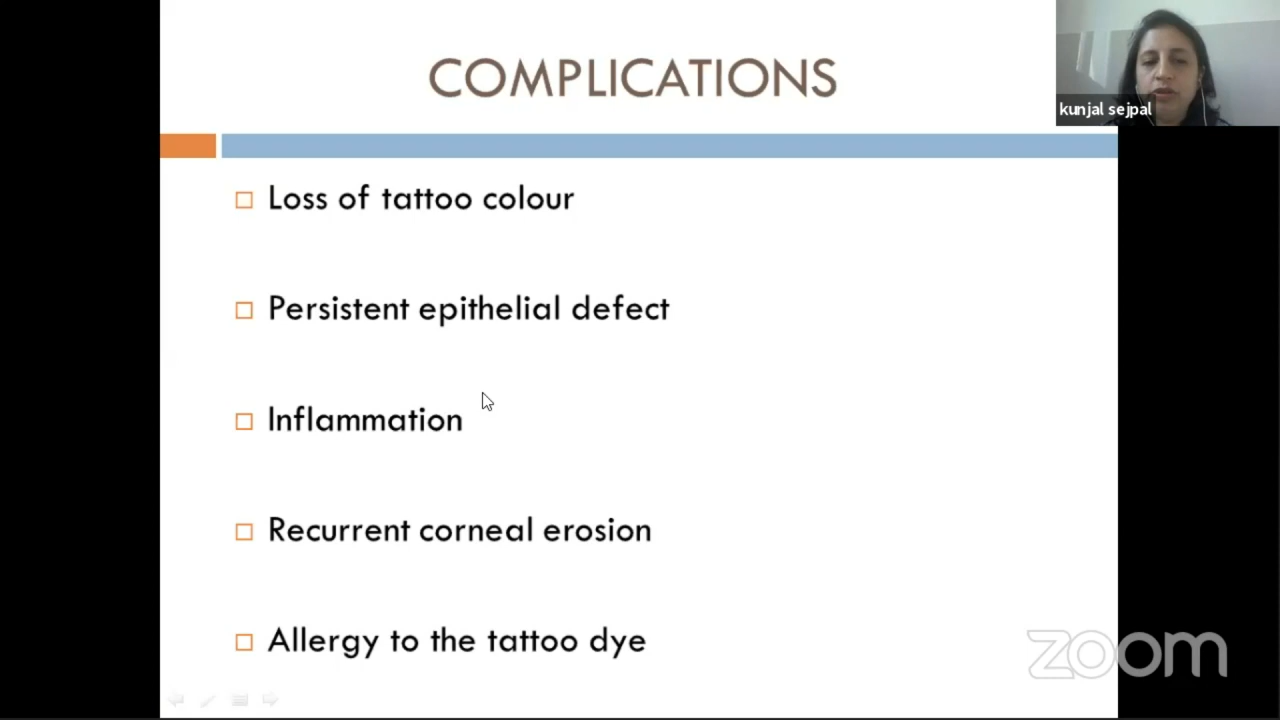 COMPLICATIONS
kunjal sejpal
Loss of tattoo colour
Persistent epithelial defect
Inflammation
Recurrent corneal erosion
Allergy to the tattoo dye
zoom